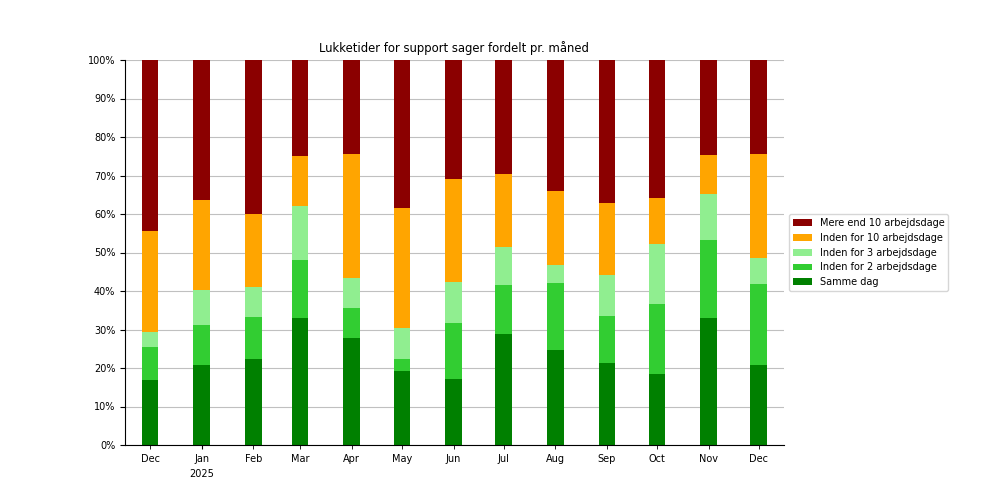 Lukketider for support sager fordelt pr. måned
100%
90%
80%
70%
60%
50%
40%
30%
20%
10%
0%
Dec Jan Feb Mar Apr May Jun Jul Aug Sep Oct Nov Dec
2025
Mere end 10 arbejdsdage
Inden for 10 arbejdsdage
Inden for 3 arbejdsdage
Inden for 2 arbejdsdage
Samme dag